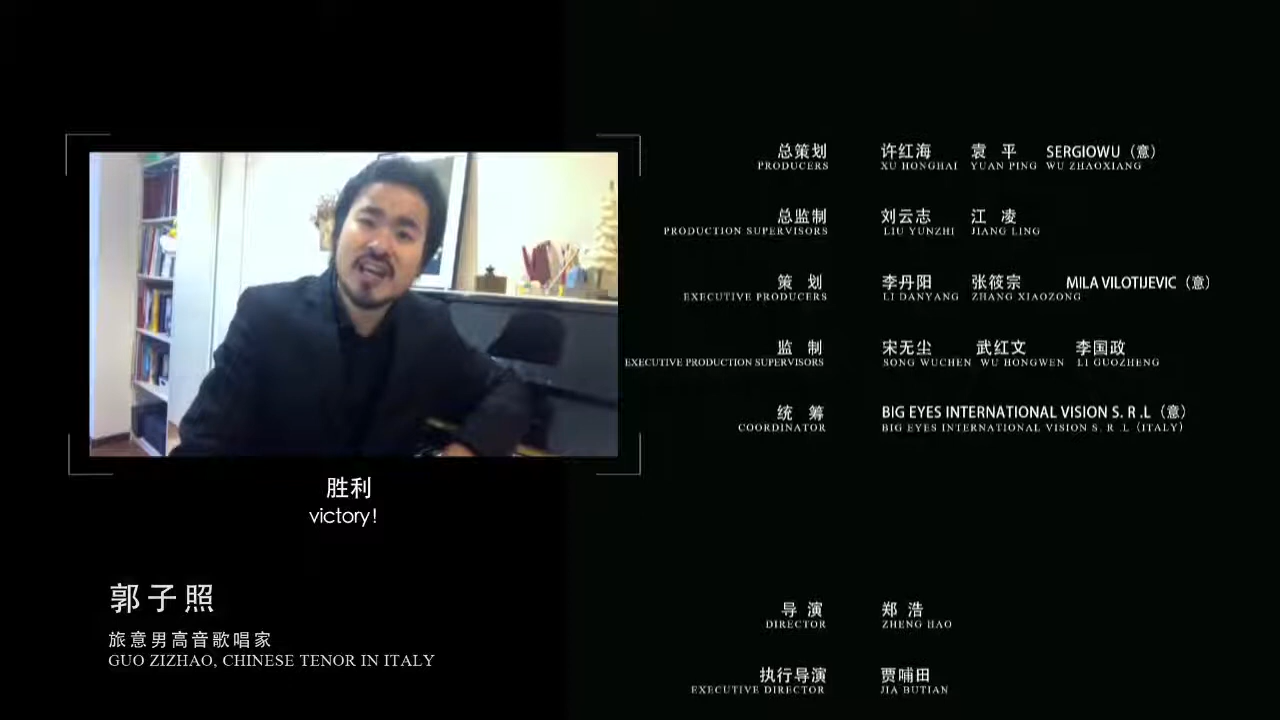 胜利
victory!
郭子照
旅意男高音歌唱家
GUO ZIZHAO, CHINESE TENOR IN ITALY
总策划 许红海 袁 平 SERGIOWU（意）
PRODUCERS XU HONGHAI YUAN PING WU ZHAOXIANG
总监制 刘云志 江 凌
PRODUCTION SUPERVISORS LIU YUNZHI JIANG LING
策 划 李丹阳 张筱宗 MILA VILOTIJEVIC（意）
EXECUTIVE PRODUCERS LI DANYANG ZHANG XIAOZONG
监 制 宋无尘 武红文 李国政
EXECUTIVE PRODUCTION SUPERVISORS SONG WUCHEN WU HONGWEN LI GUOZHENG
统 筹 BIG EYES INTERNATIONAL VISION S. R .L（意）
COORDINATOR BIG EYES INTERNATIONAL VISION S. R .L（ITALY）
导 演 郑 浩
DIRECTOR ZHENG HAO
执行导演 贾哺田
EXECUTIVE DIRECTOR JIA BUTIAN